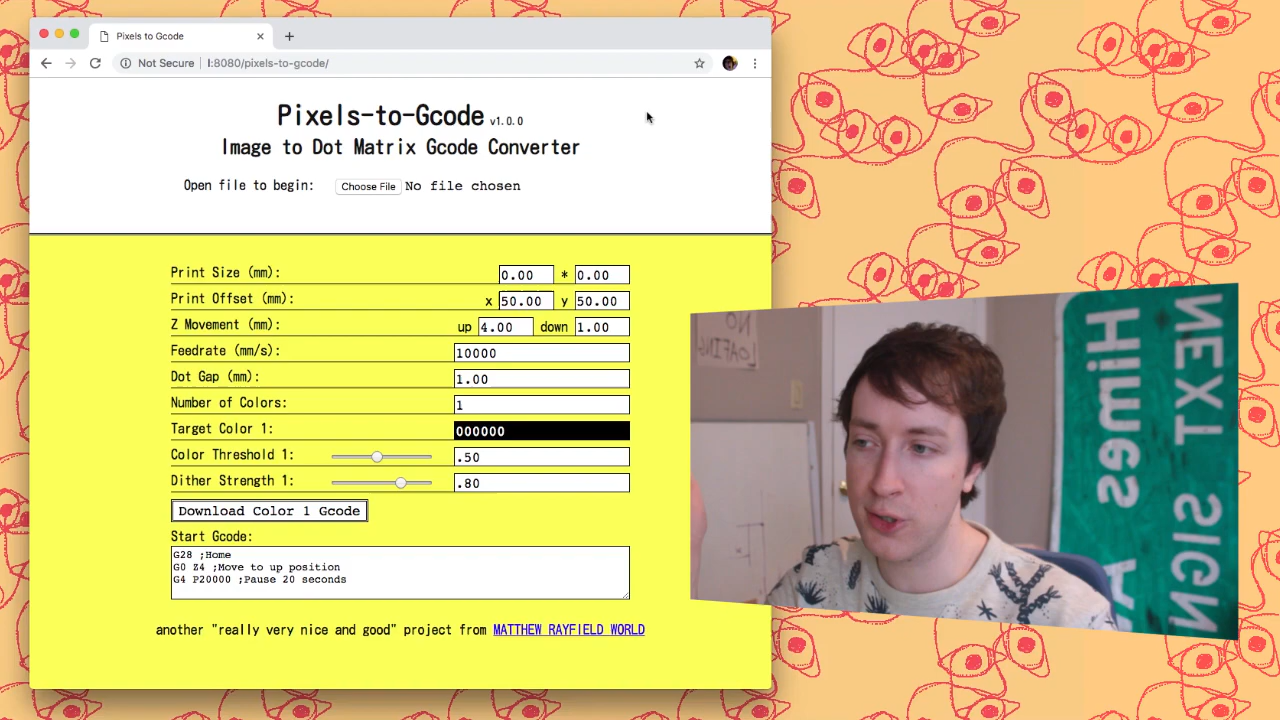 Pixels to Gcode
Not Secure | l:8080/pixels-to-gcode/
Pixels-to-Gcode v1.0.0
Image to Dot Matrix Gcode Converter
Open file to begin: Choose File No file chosen
Print Size (mm): 0.00 * 0.00
Print Offset (mm): x 50.00 y 50.00
Z Movement (mm): up 4.00 down 1.00
Feedrate (mm/s): 10000
Dot Gap (mm): 1.00
Number of Colors: 1
Target Color 1: 000000
Color Threshold 1: .50
Dither Strength 1: .80
Download Color 1 Gcode
Start Gcode:
G28 ;Home
G0 Z4 ;Move to up position
G4 P20000 ;Pause 20 seconds
another "really very nice and good" project from MATTHEW RAYFIELD WORLD
NO
LOAFING
NEXT SIGN
Himes A